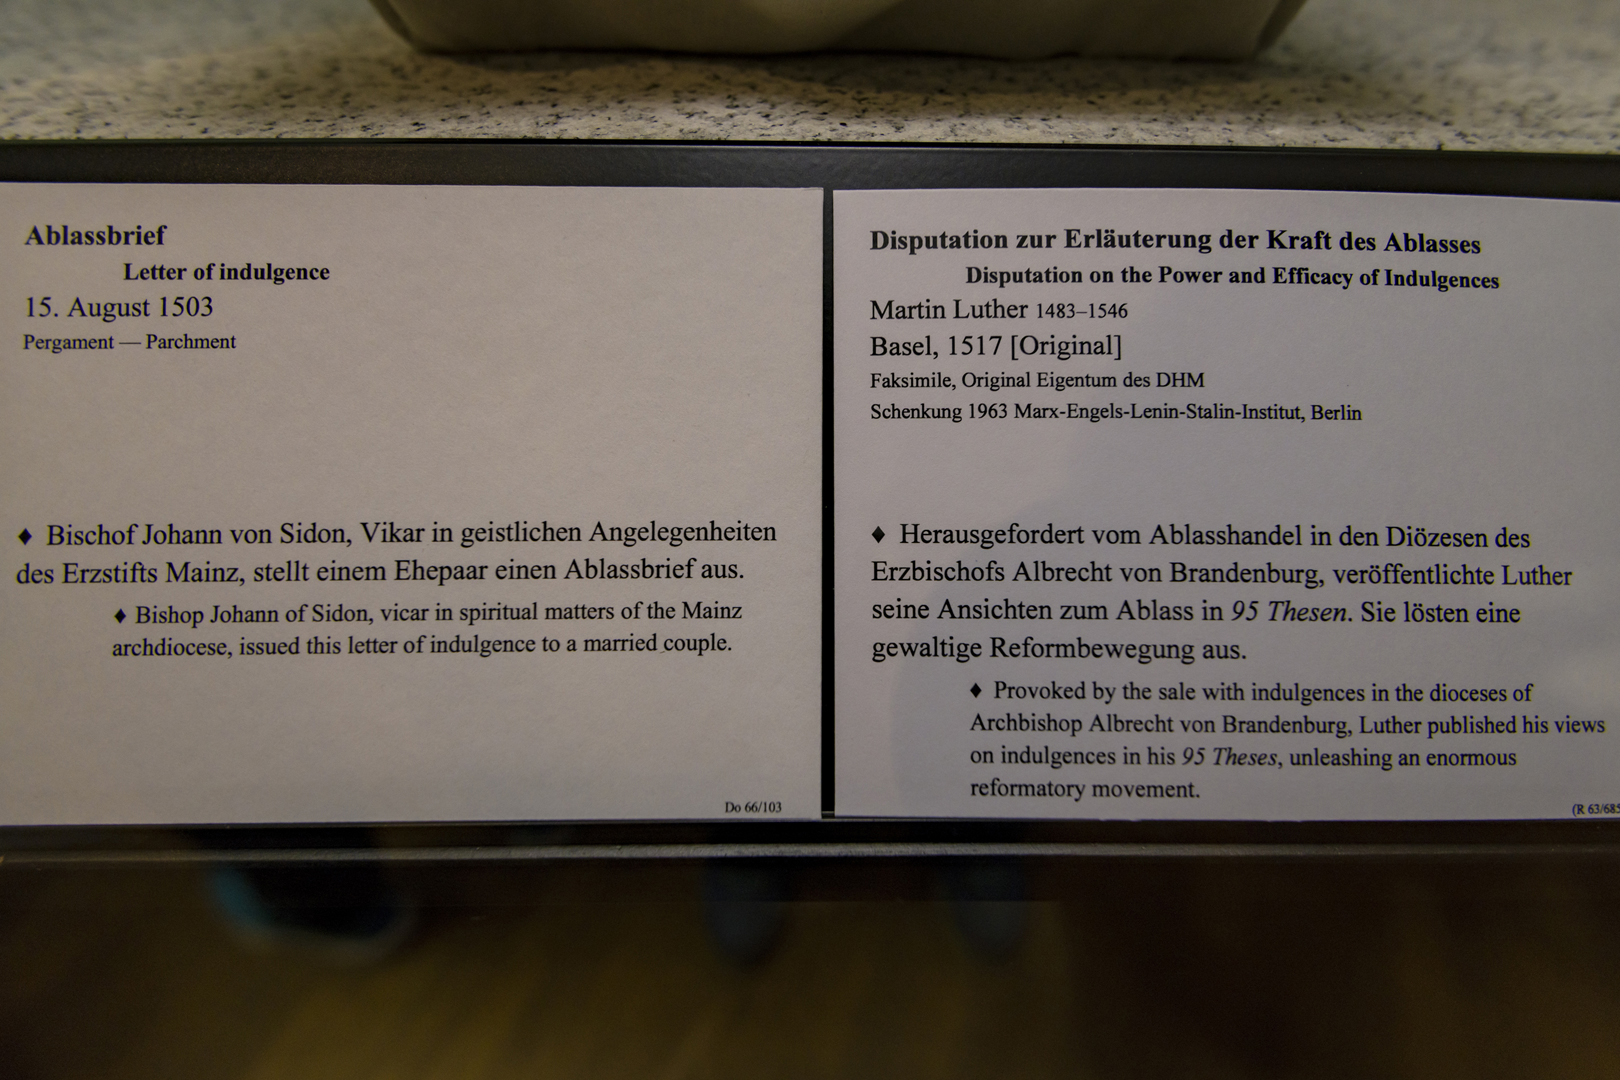 Ablassbrief
Letter of indulgence
15. August 1503
Pergament — Parchment
♦ Bischof Johann von Sidon, Vikar in geistlichen Angelegenheiten
des Erzstifts Mainz, stellt einem Ehepaar einen Ablassbrief aus.
♦ Bishop Johann of Sidon, vicar in spiritual matters of the Mainz
archdiocese, issued this letter of indulgence to a married couple.
Do 66/103
Disputation zur Erläuterung der Kraft des Ablasses
Disputation on the Power and Efficacy of Indulgences
Martin Luther 1483–1546
Basel, 1517 [Original]
Faksimile, Original Eigentum des DHM
Schenkung 1963 Marx-Engels-Lenin-Stalin-Institut, Berlin
♦ Herausgefordert vom Ablasshandel in den Diözesen des
Erzbischofs Albrecht von Brandenburg, veröffentlichte Luther
seine Ansichten zum Ablass in 95 Thesen. Sie lösten eine
gewaltige Reformbewegung aus.
♦ Provoked by the sale with indulgences in the dioceses of
Archbishop Albrecht von Brandenburg, Luther published his views
on indulgences in his 95 Theses, unleashing an enormous
reformatory movement.
(R 63/685